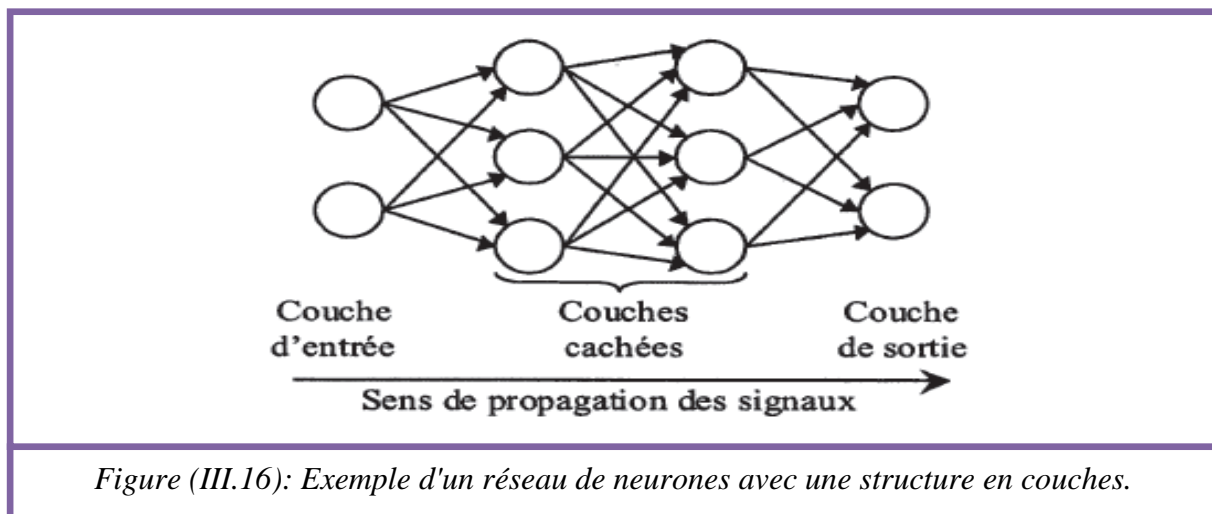 Couche
d'entrée
Couches
cachées
Couche
de sortie
Sens de propagation des signaux
Figure (III.16): Exemple d'un réseau de neurones avec une structure en couches.